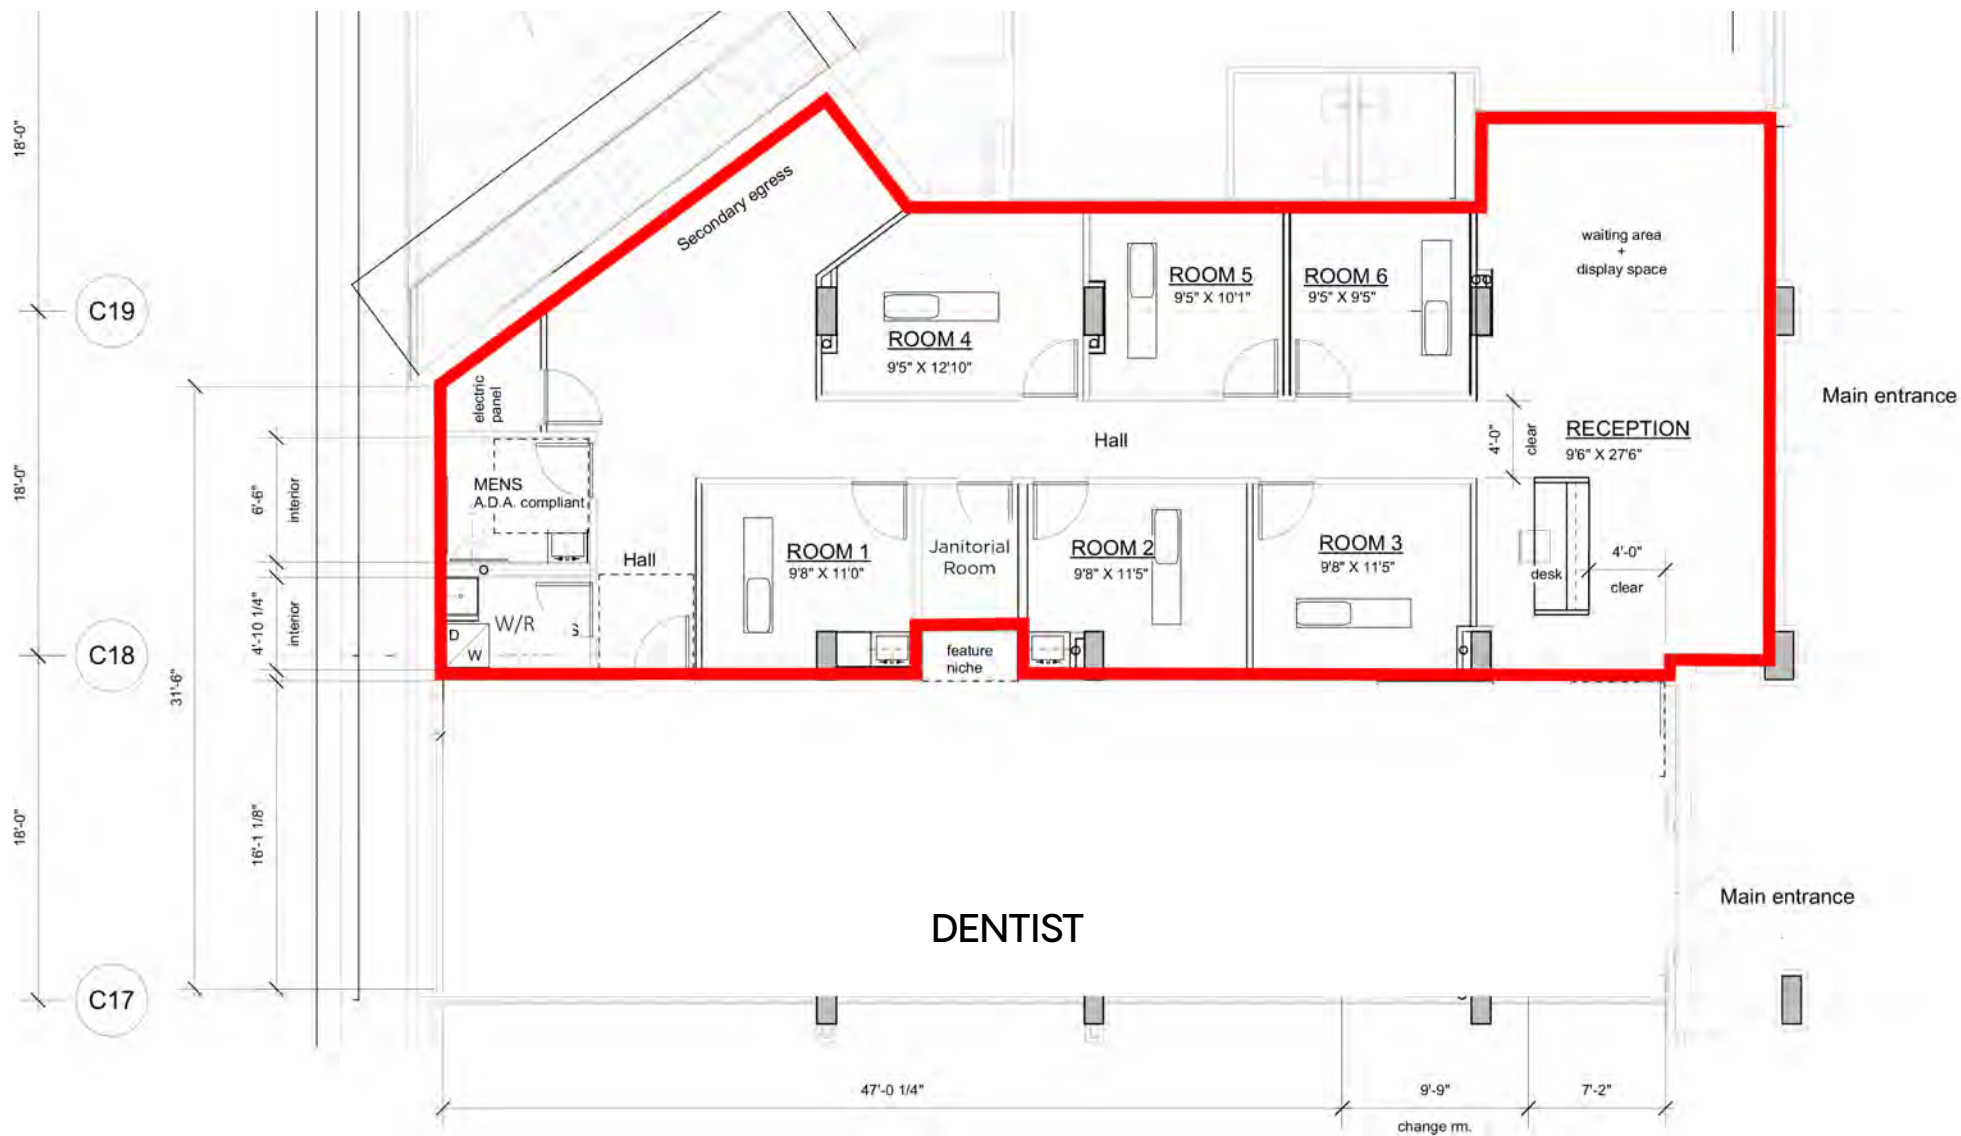 18'-0"
C19
18'-0"
C18
18'-0"
C17
31'-6"
6'-6"
interior
4'-10 1/4"
interior
16'-1 1/8"
Secondary egress
electric
panel
MENS
A.D.A. compliant
W/R
S
D
W
Hall
ROOM 4
9'5" X 12'10"
ROOM 5
9'5" X 10'1"
ROOM 6
9'5" X 9'5"
waiting area
+
display space
Main entrance
Hall
4'-0"
clear
RECEPTION
9'6" X 27'6"
ROOM 1
9'8" X 11'0"
Janitorial
Room
ROOM 2
9'8" X 11'5"
ROOM 3
9'8" X 11'5"
desk
4'-0"
clear
feature
niche
DENTIST
Main entrance
47'-0 1/4"
9'-9"
change rm.
7'-2"